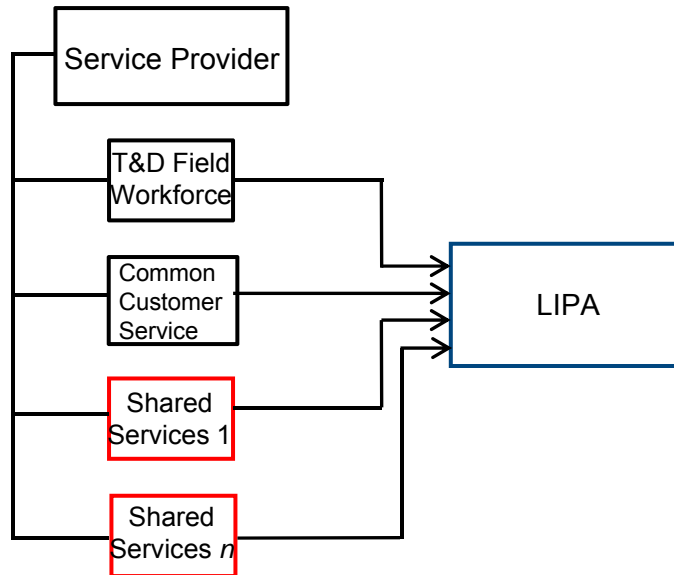 Service Provider
T&D Field
Workforce
Common
Customer
Service
LIPA
Shared
Services 1
Shared
Services n